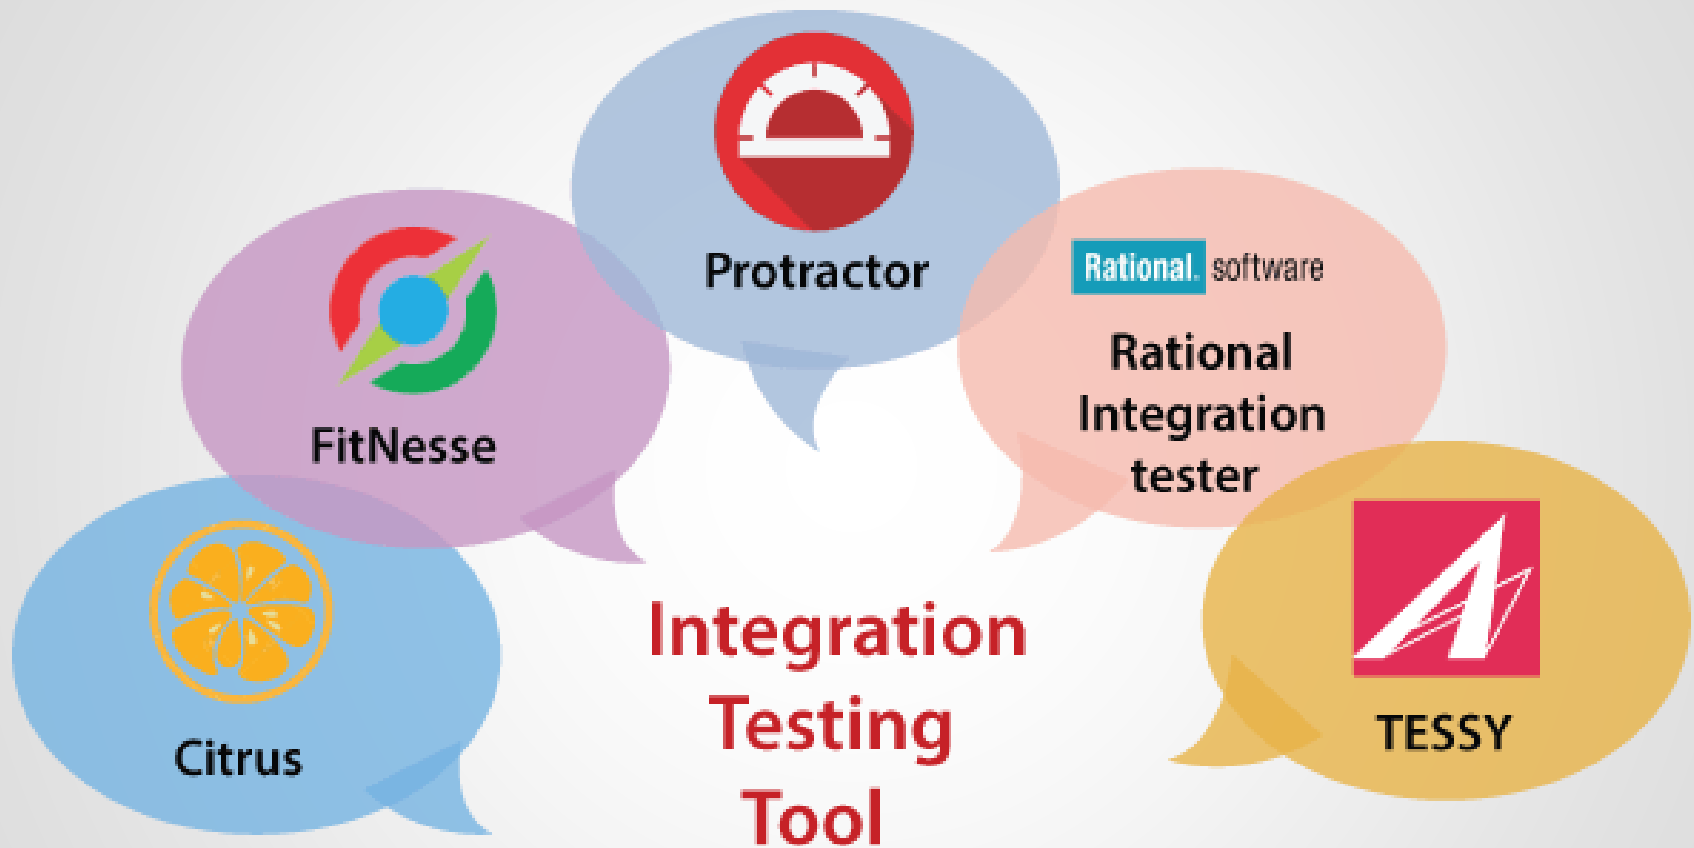 Protractor
Rational. software
Rational
Integration
tester
FitNesse
Citrus
TESSY
Integration
Testing
Tool